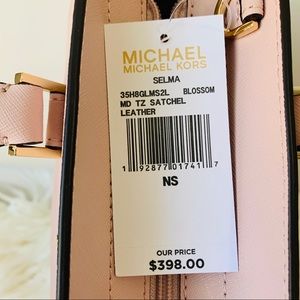 MICHAEL
MICHAEL KORS
SELMA
35H8GLMS2L BLOSSOM
MD TZ SATCHEL
LEATHER
1 92877 01741 7
NS
OUR PRICE
$398.00